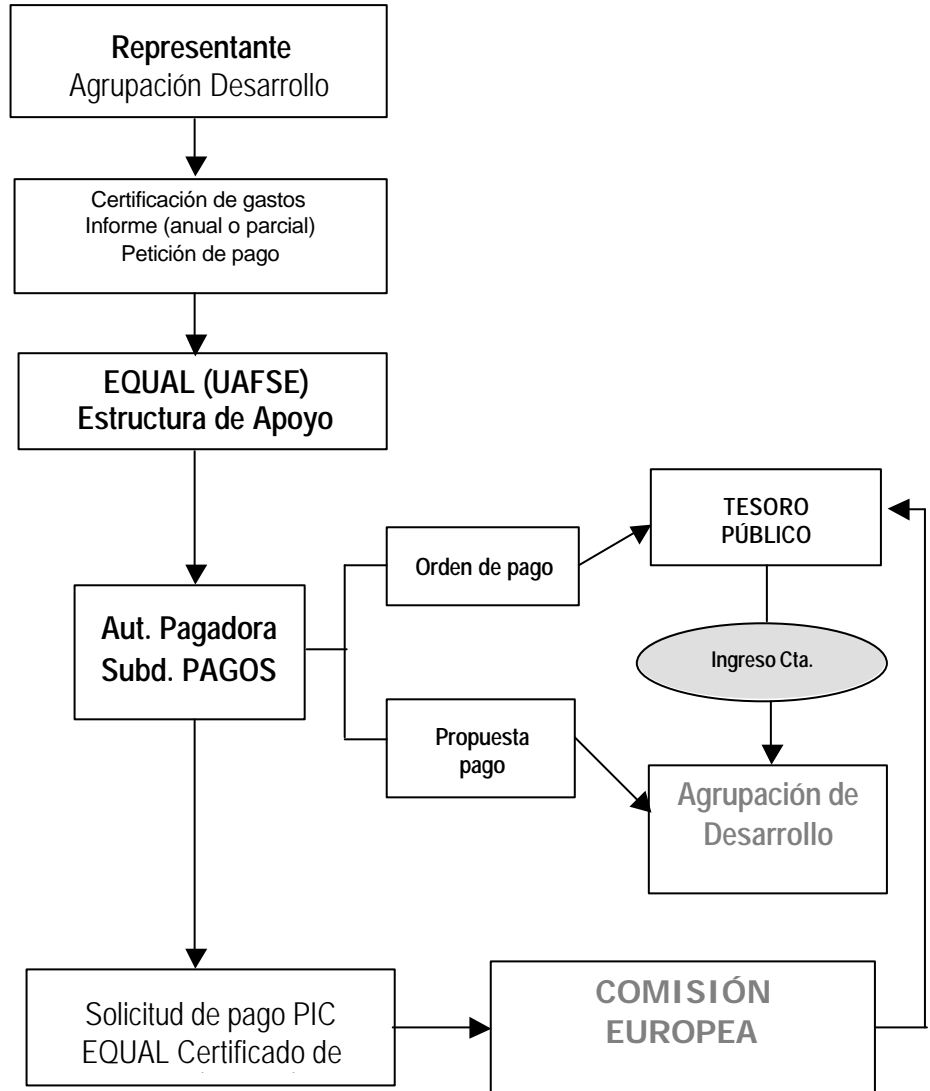 Representante
Agrupación Desarrollo
Certificación de gastos
Informe (anual o parcial)
Petición de pago
EQUAL (UAFSE)
Estructura de Apoyo
Aut. Pagadora
Subd. PAGOS
Orden de pago
Propuesta
pago
TESORO
PÚBLICO
Ingreso Cta.
Agrupación de
Desarrollo
Solicitud de pago PIC
EQUAL Certificado de
COMISIÓN
EUROPEA